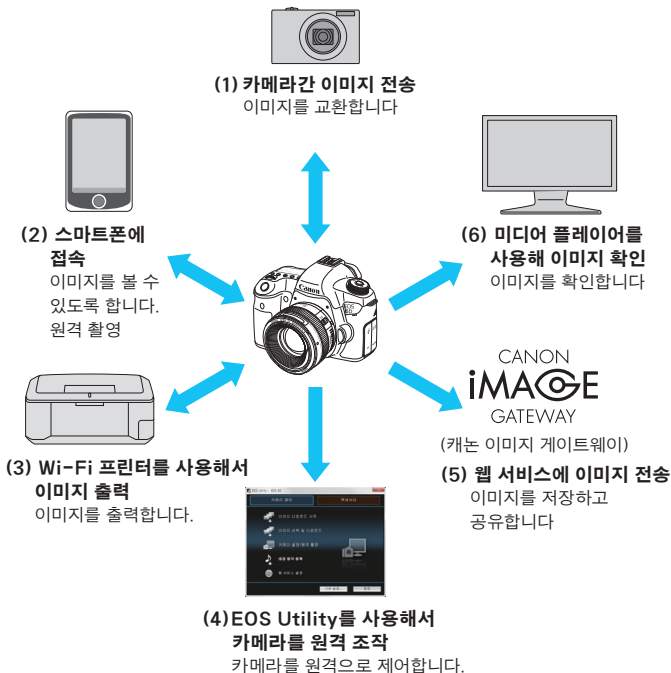 (1) 카메라간 이미지 전송
이미지를 교환합니다
(2) 스마트폰에
접속
이미지를 볼 수
있도록 합니다.
원격 촬영
(6) 미디어 플레이어를
사용해 이미지 확인
이미지를 확인합니다
Canon
(3) Wi-Fi 프린터를 사용해서
이미지 출력
이미지를 출력합니다.
CANON
iMAGE
GATEWAY
(캐논 이미지 게이트웨이)
(5) 웹 서비스에 이미지 전송
이미지를 저장하고
공유합니다
(4)EOS Utility를 사용해서
카메라를 원격 조작
카메라를 원격으로 제어합니다.